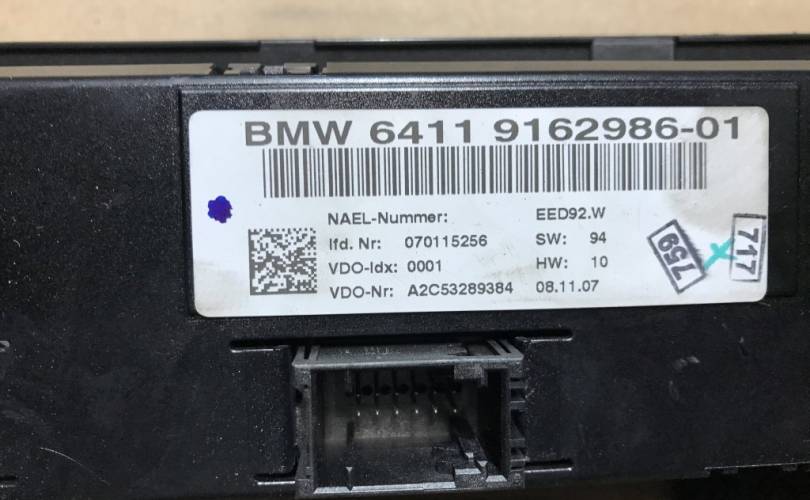 BMW 6411 9162986-01
NAEL-Nummer: EED92.W
lfd. Nr: 070115256 SW: 94
VDO-Idx: 0001 HW: 10
VDO-Nr: A2C53289384 08.11.07
759
717